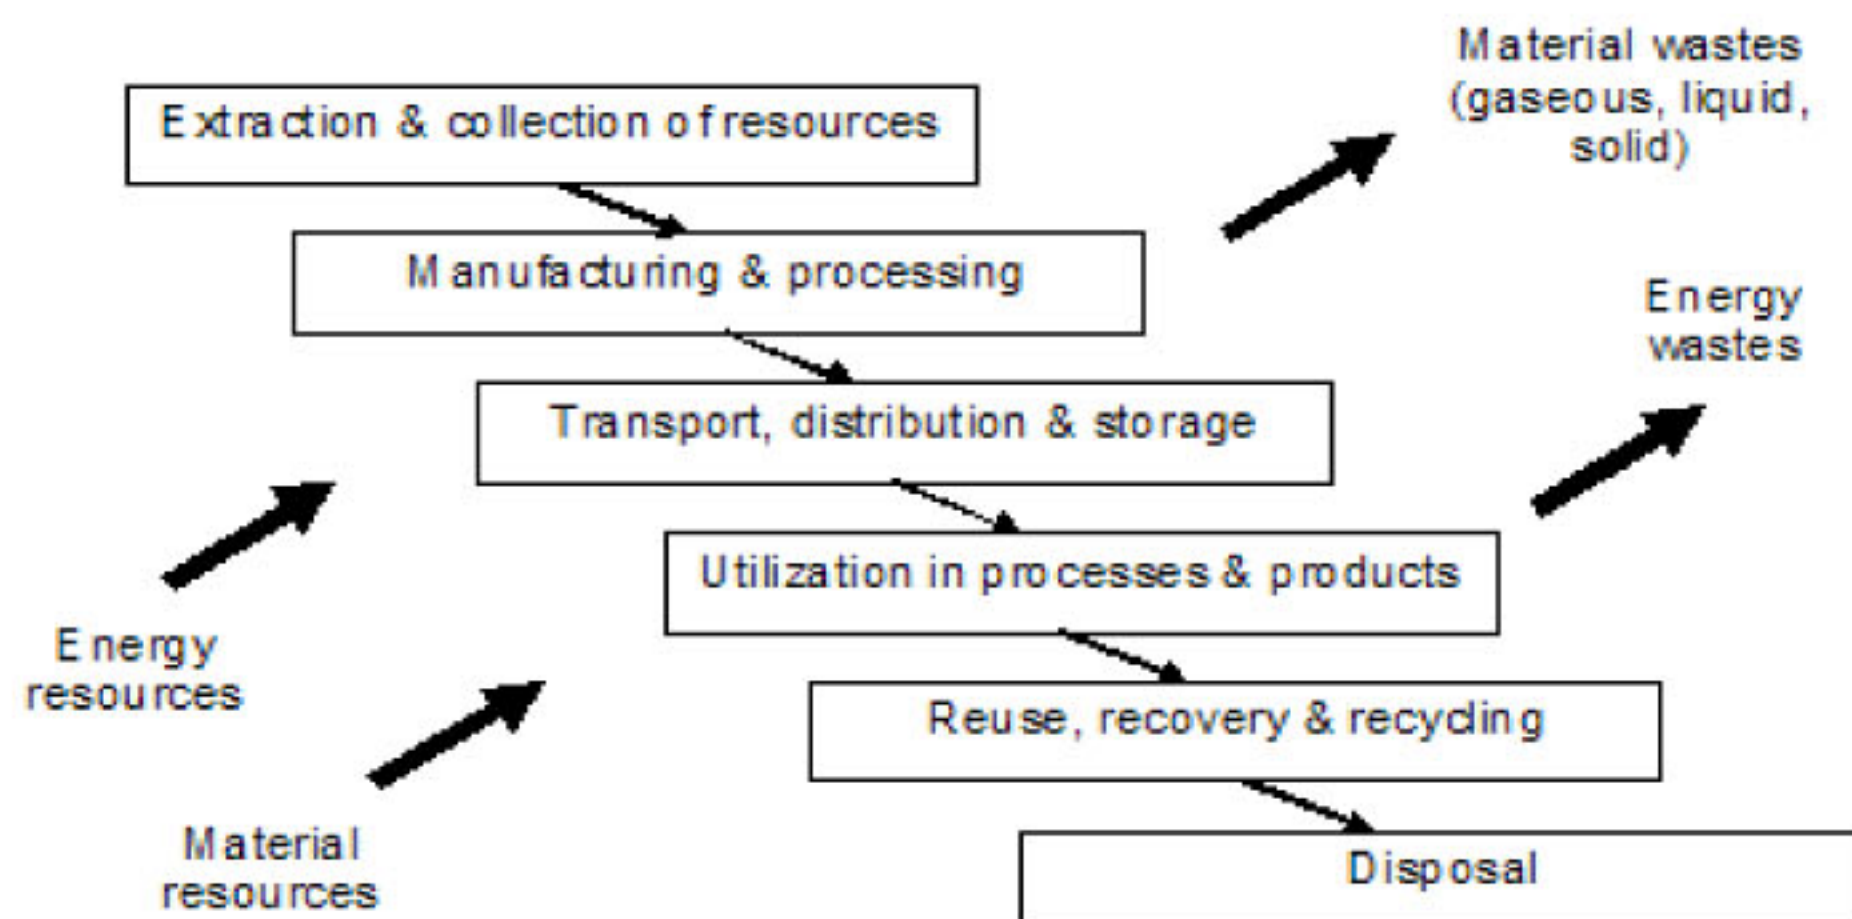 Material wastes
(gaseous, liquid,
solid)
Extraction & collection of resources
Manufacturing & processing
Energy
wastes
Transport, distribution & storage
Utilization in processes & products
Energy
resources
Reuse, recovery & recycling
Material
resources
Disposal